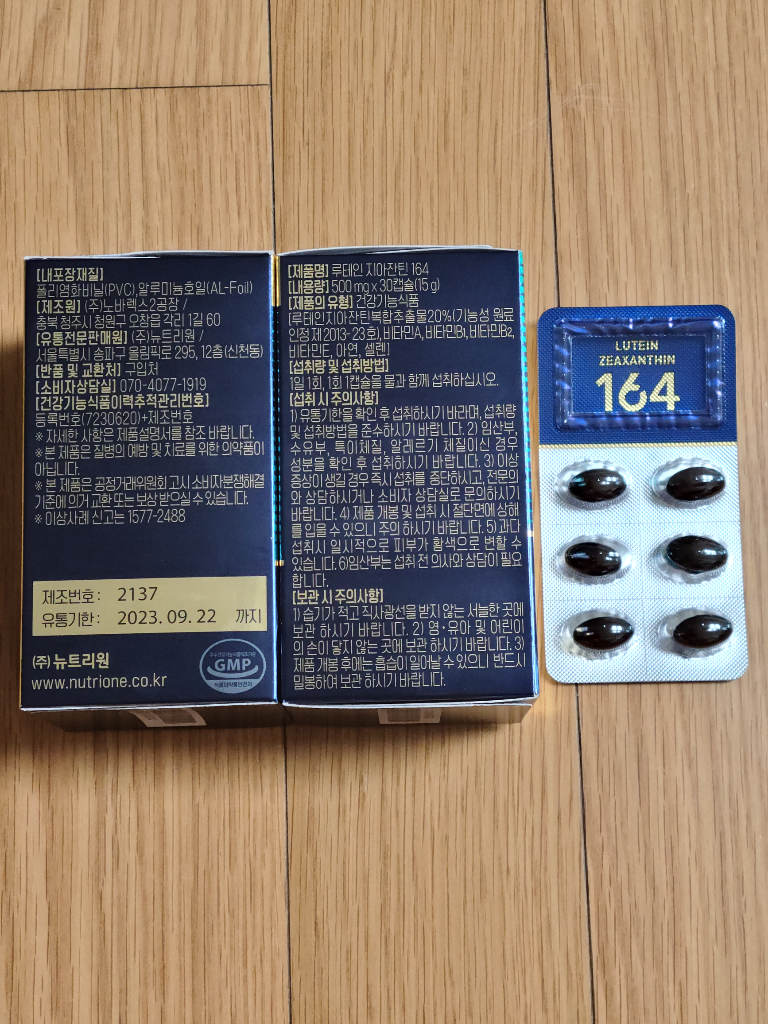 [내포장재질]
폴리염화비닐(PVC),알루미늄호일(AL-Foil)
[제조원] (주)노바렉스2공장 /
충북 청주시 청원구 오창읍 각리 1길 60
[유통전문판매원] (주)뉴트리원 /
서울특별시 송파구 올림픽로 295, 12층(신천동)
[반품 및 교환처] 구입처
[소비자상담실] 070-4077-1919
[건강기능식품이력추적관리번호]
등록번호(7230620)+제조번호
※ 자세한 사항은 제품설명서를 참조 바랍니다.
※ 본 제품은 질병의 예방 및 치료를 위한 의약품이
아닙니다.
※ 본 제품은 공정거래위원회 고시 소비자분쟁해결
기준에 의거 교환 또는 보상 받으실 수 있습니다.
※ 이상사례 신고는 1577-2488
제조번호 : 2137
유통기한 : 2023. 09. 22 까지
(주) 뉴트리원
www.nutrione.co.kr
우수건강기능식품제조기준
GMP
식품의약품안전처
[제품명] 루테인 지아잔틴 164
[내용량] 500 mg x 30캡슐(15 g)
[제품의 유형] 건강기능식품
[루테인지아잔틴복합추출물20%(기능성 원료
인정 제2013-23호), 비타민A, 비타민B1, 비타민B2,
비타민E, 아연, 셀렌]
[섭취량 및 섭취방법]
1일 1회, 1회 1캡슐을 물과 함께 섭취하십시오.
[섭취 시 주의사항]
1) 유통기한을 확인 후 섭취하시기 바라며, 섭취량
및 섭취방법을 준수하시기 바랍니다. 2) 임산부,
수유부, 특이체질, 알레르기 체질이신 경우
성분을 확인 후 섭취하시기 바랍니다. 3) 이상
증상이 생길 경우 즉시 섭취를 중단하시고, 전문의
와 상담하시거나 소비자 상담실로 문의하시기
바랍니다. 4) 제품 개봉 및 섭취 시 절단면에 상해
를 입을 수 있으니 주의 하시기 바랍니다. 5) 과다
섭취시 일시적으로 피부가 황색으로 변할 수
있습니다. 6)임산부는 섭취 전 의사와 상담이 필요
합니다.
[보관 시 주의사항]
1) 습기가 적고 직사광선을 받지 않는 서늘한 곳에
보관 하시기 바랍니다. 2) 영·유아 및 어린이
의 손이 닿지 않는 곳에 보관 하시기 바랍니다. 3)
제품 개봉 후에는 흡습이 일어날 수 있으니 반드시
밀봉하여 보관 하시기 바랍니다.
LUTEIN
ZEAXANTHIN
164